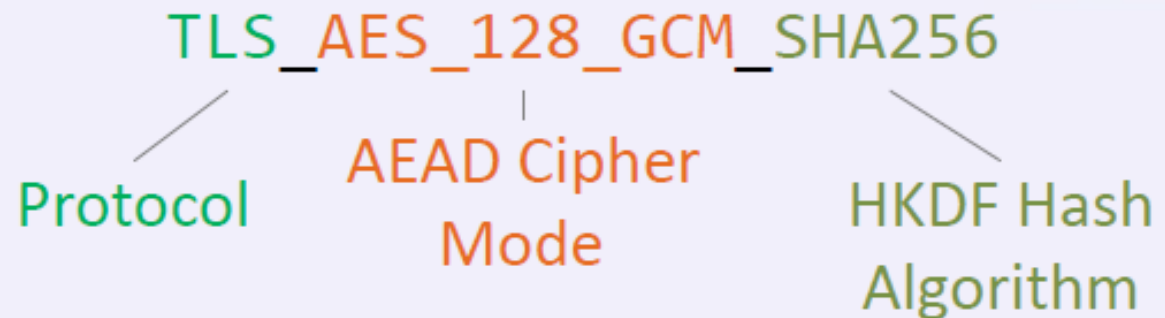 TLS_AES_128_GCM_SHA256
Protocol
AEAD Cipher
Mode
HKDF Hash
Algorithm